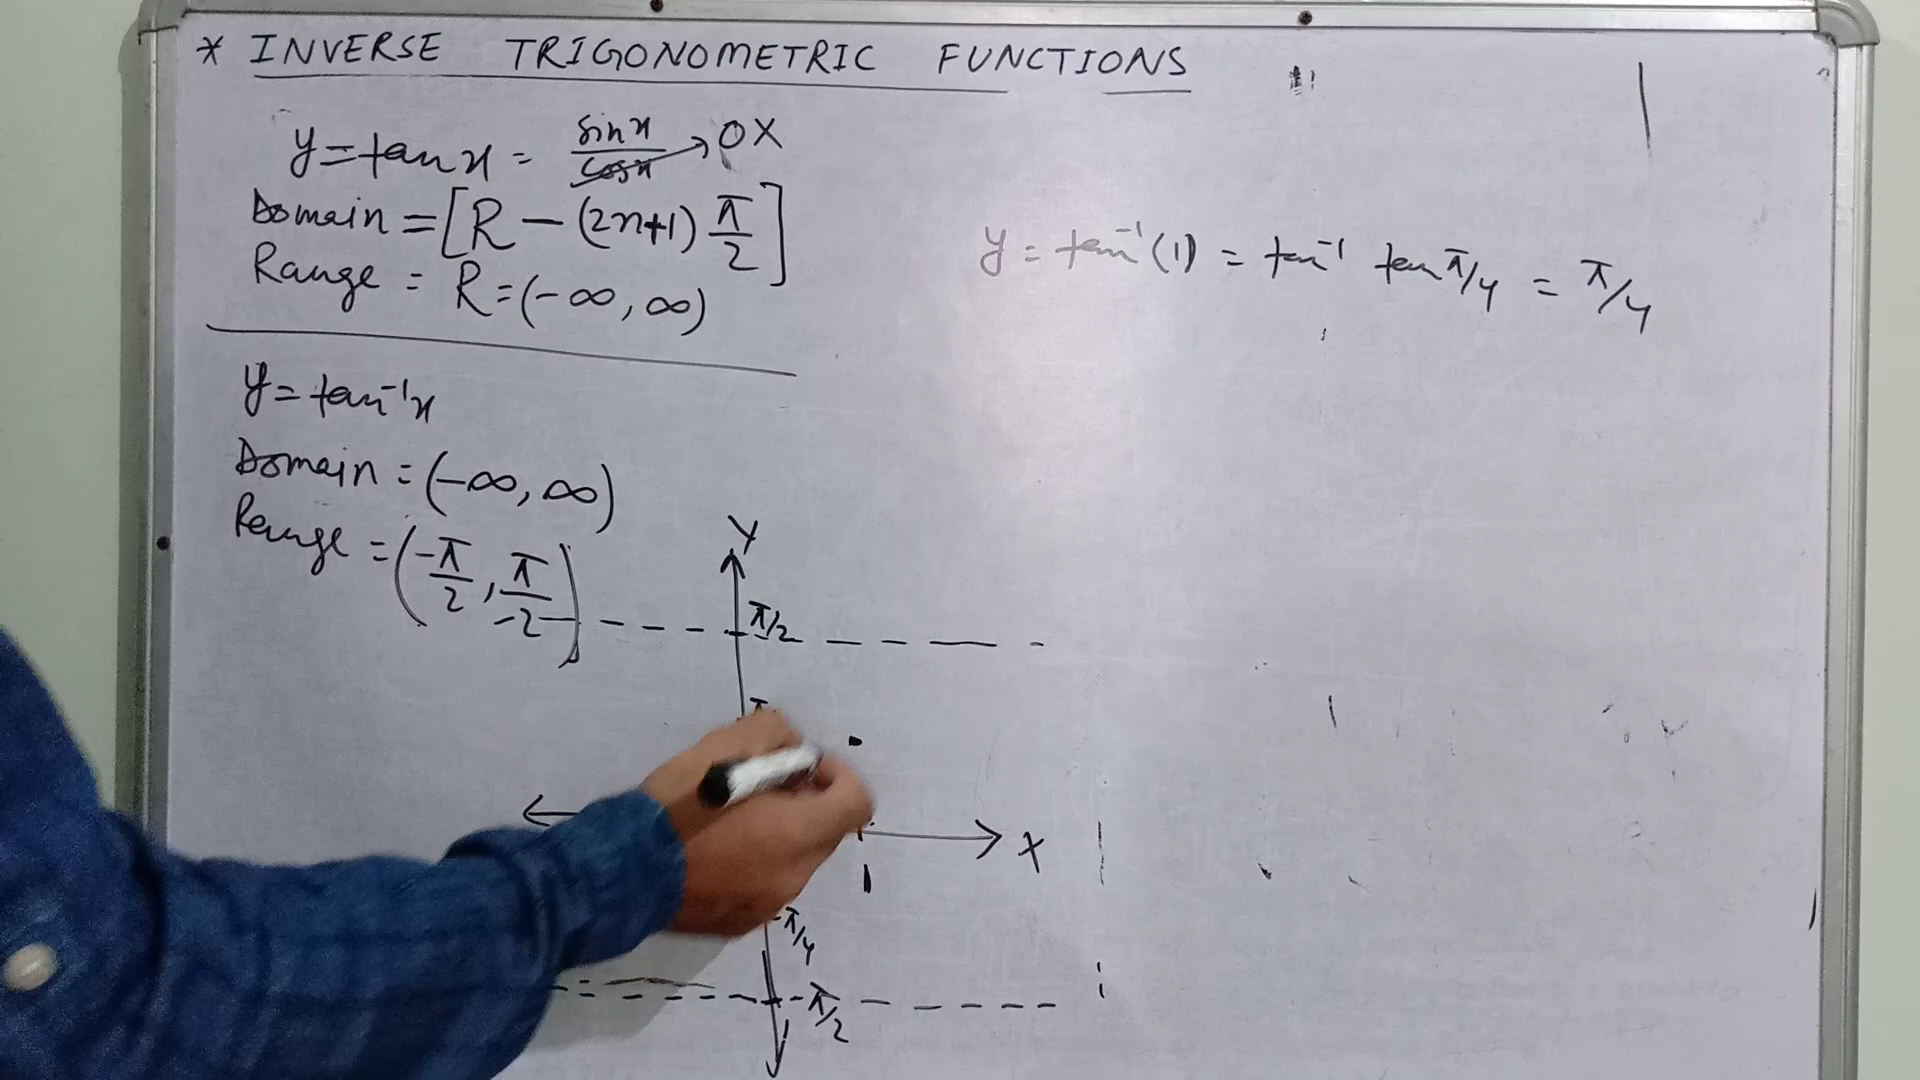 * INVERSE TRIGONOMETRIC FUNCTIONS
y = tan x = sin x / cos x → 0 X
Domain = [R - (2n+1) π/2]
Range = R = (-∞, ∞)
y = tan⁻¹x
Domain = (-∞, ∞)
Range = (-π/2, π/2)
y = tan⁻¹(1) = tan⁻¹ tan π/4 = π/4
Y
π/2
X
1
-π/4
-π/2